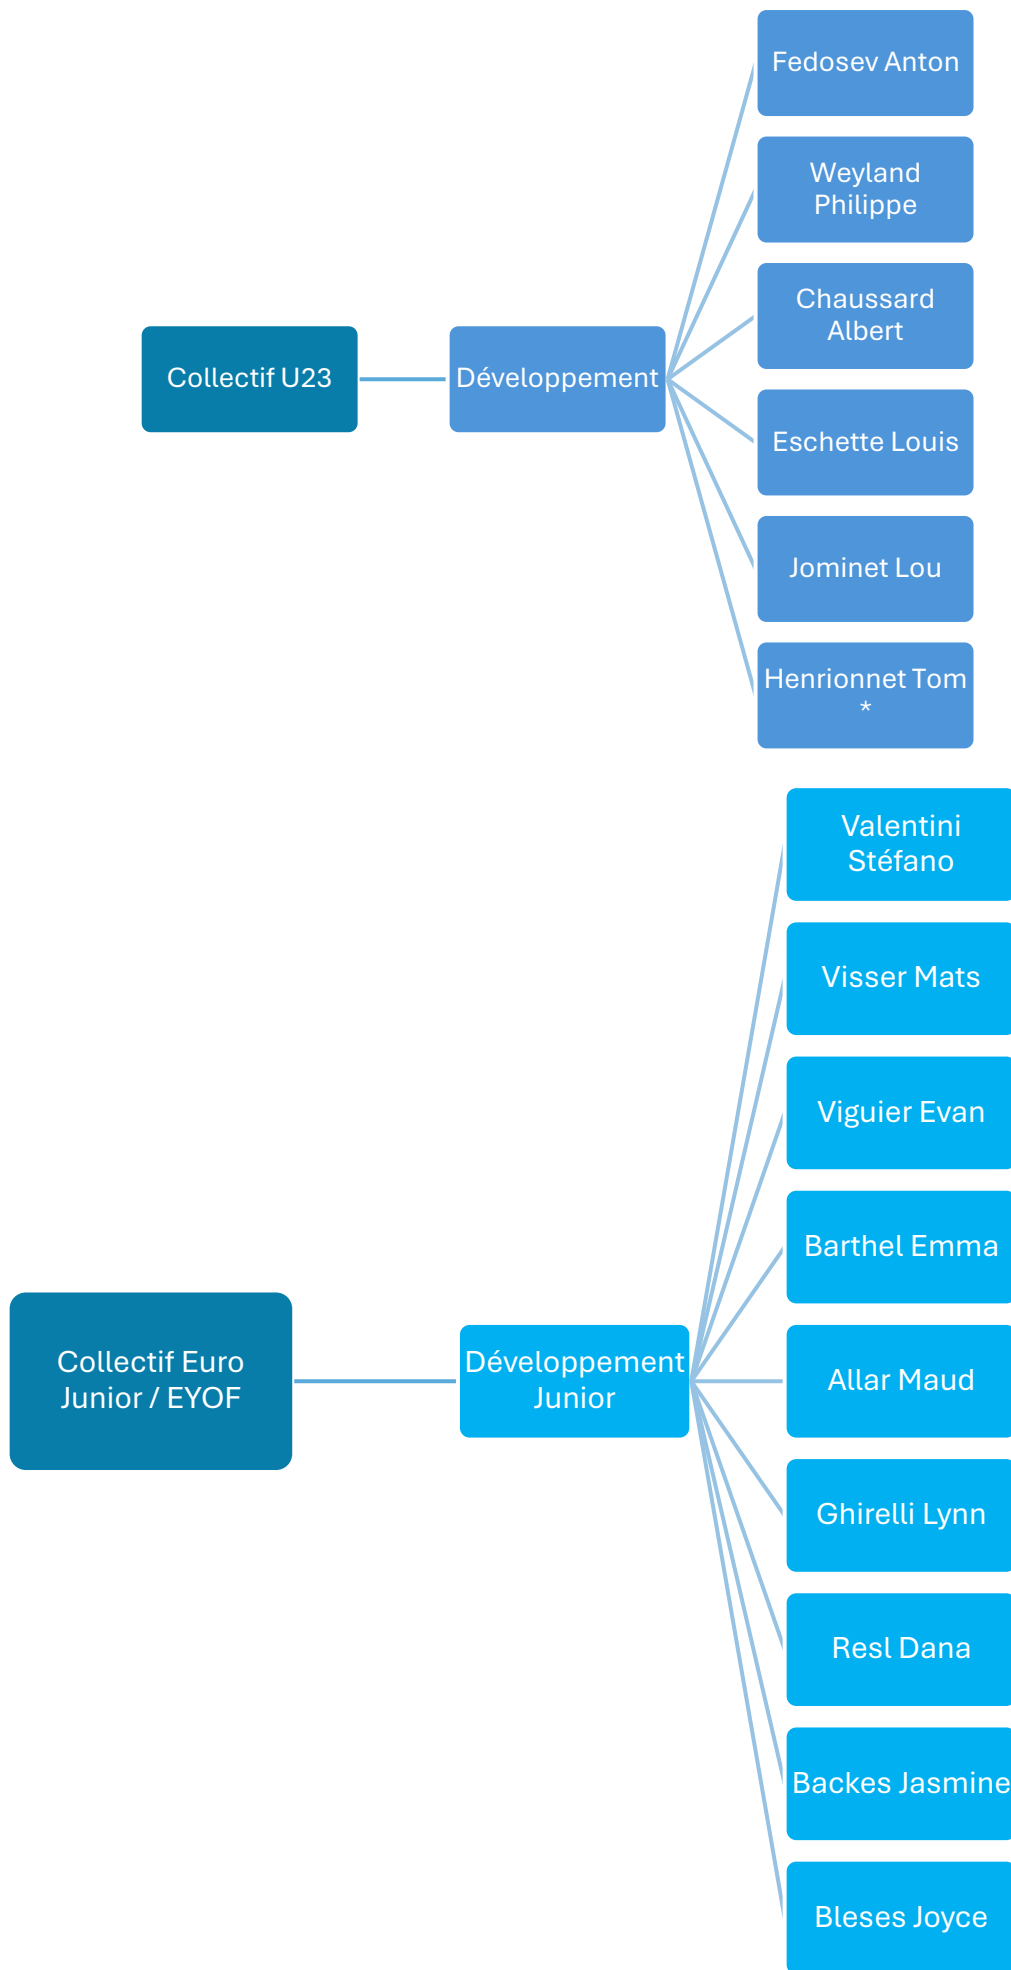 Fedosev Anton
Weyland
Philippe
Chaussard
Albert
Collectif U23
Développement
Eschette Louis
Jominet Lou
Henrionnet Tom
*
Valentini
Stéfano
Visser Mats
Viguier Evan
Barthel Emma
Collectif Euro
Junior / EYOF
Développement
Junior
Allar Maud
Ghirelli Lynn
Resl Dana
Backes Jasmine
Bleses Joyce